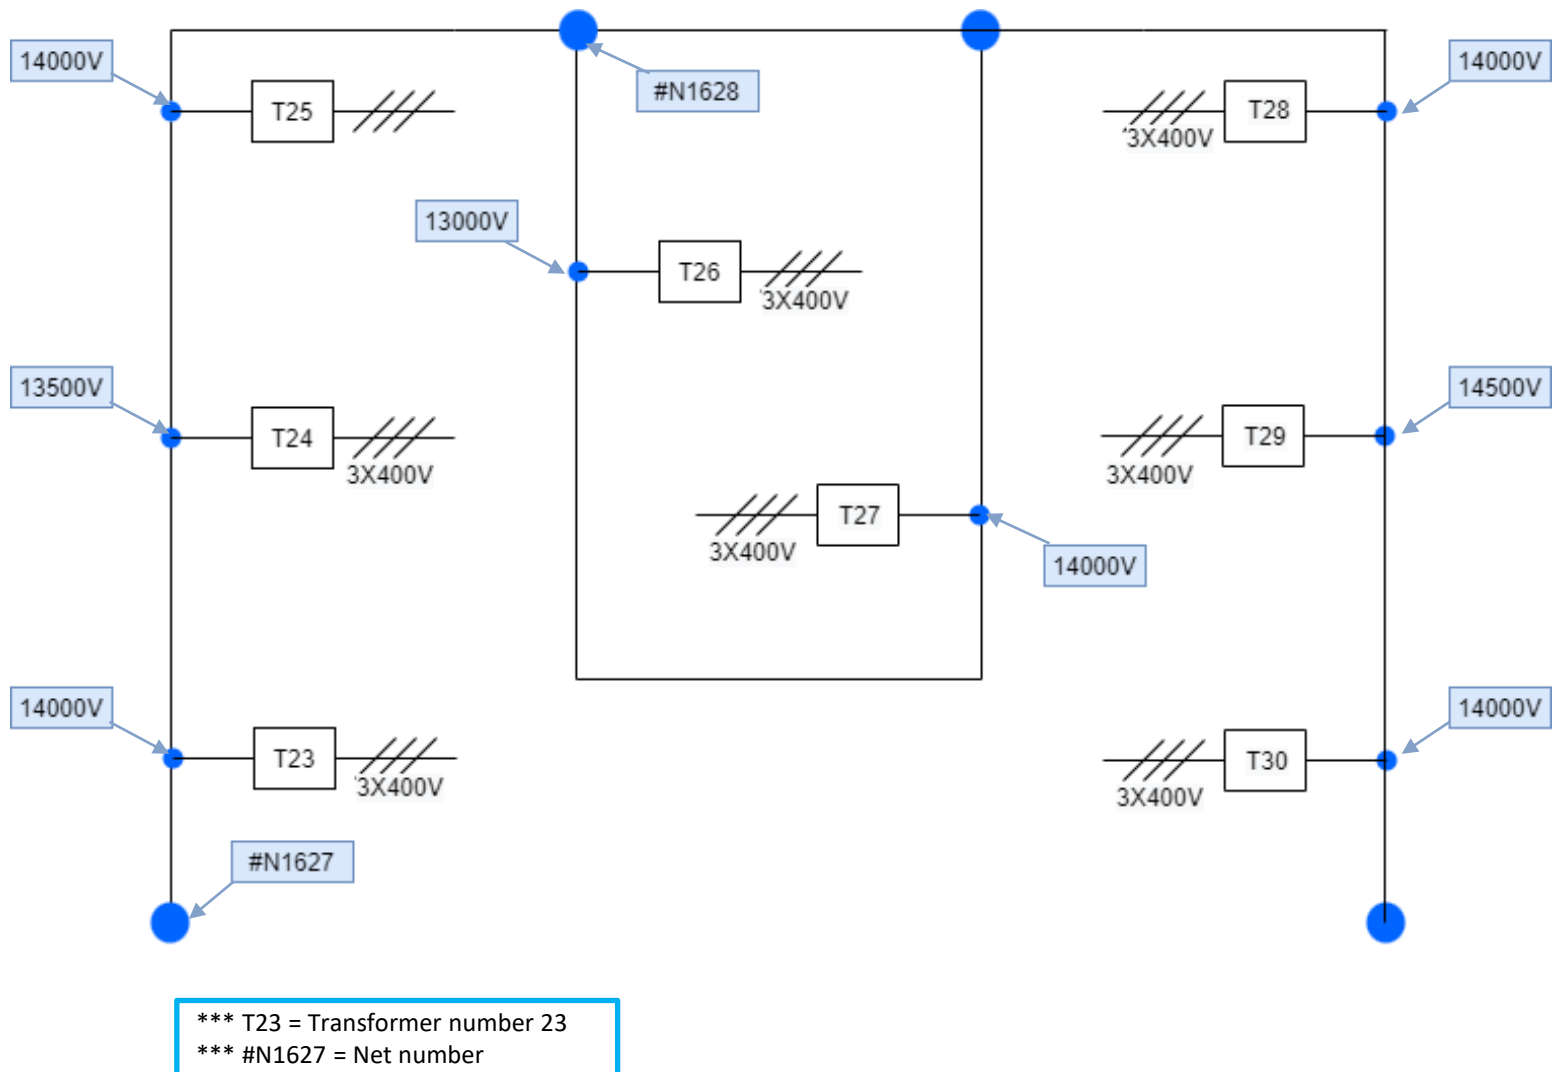 14000V
T25
#N1628
T28
3X400V
14000V
13000V
T26
3X400V
13500V
T24
3X400V
T29
3X400V
14500V
T27
3X400V
14000V
14000V
T23
3X400V
T30
3X400V
14000V
#N1627
*** T23 = Transformer number 23
*** #N1627 = Net number